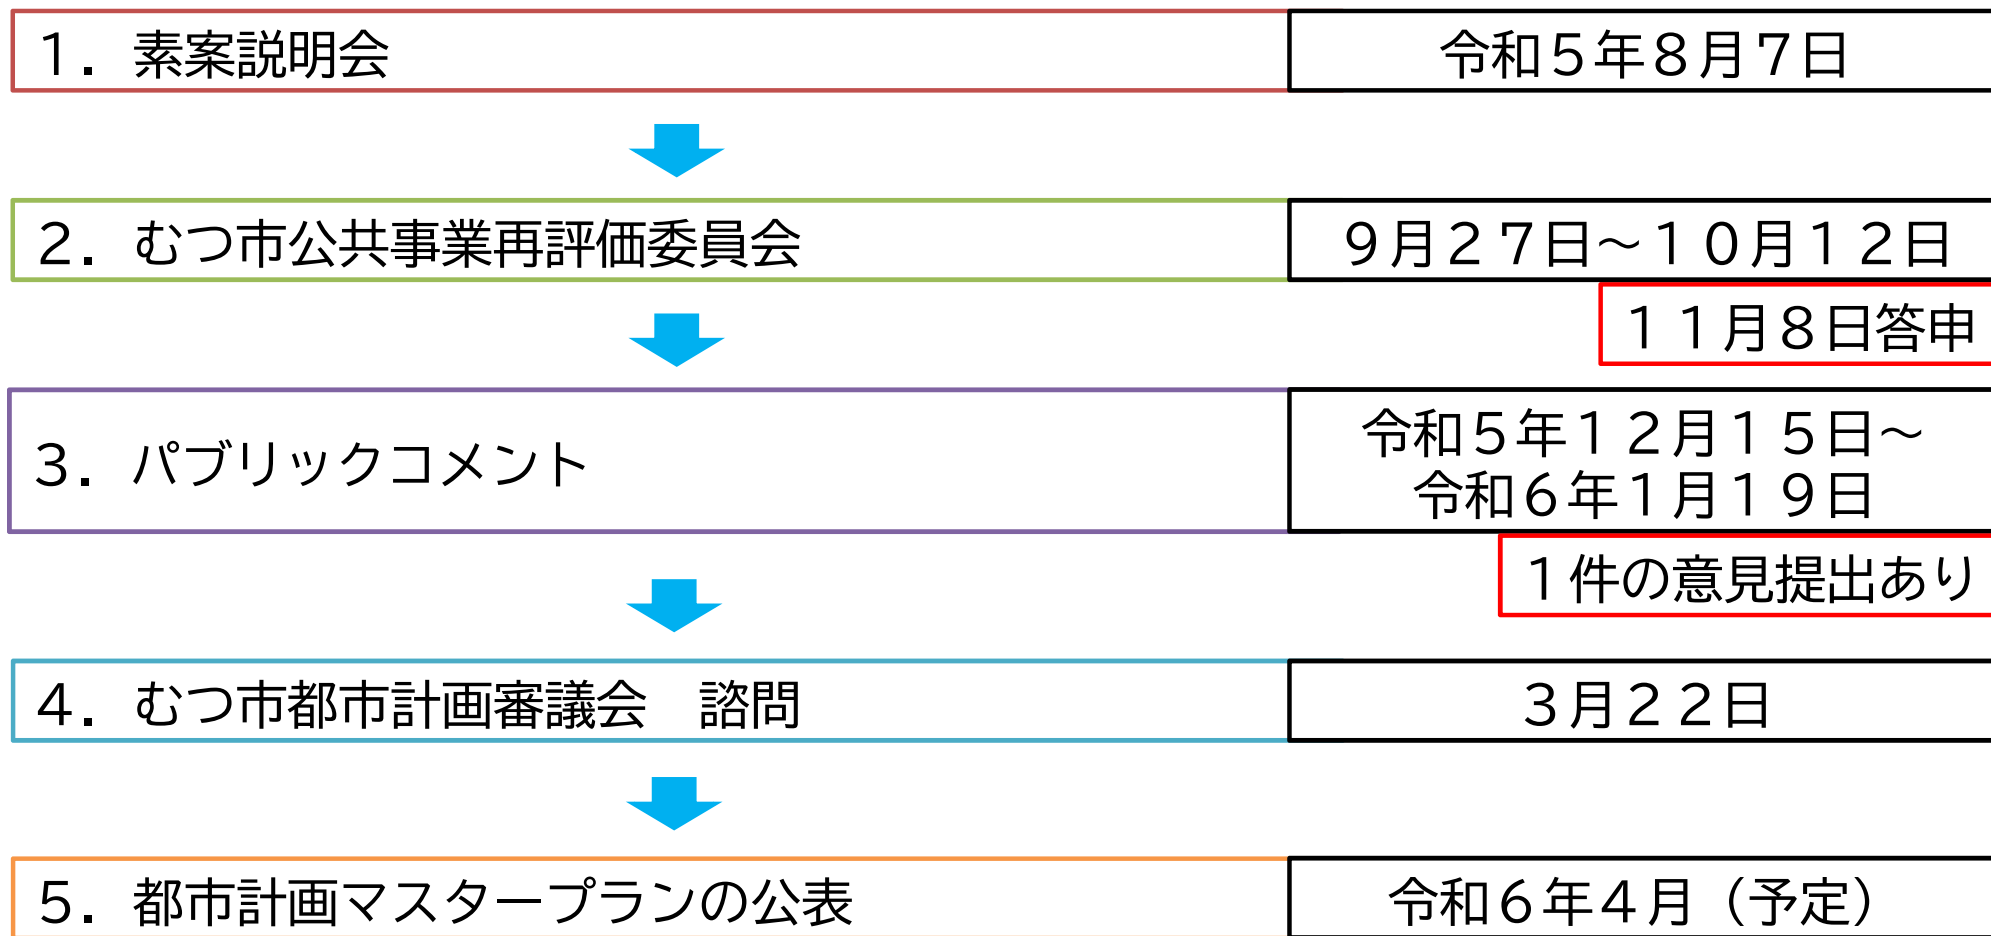 １．素案説明会
令和５年８月７日
２．むつ市公共事業再評価委員会
９月２７日～１０月１２日
１１月８日答申
３．パブリックコメント
令和５年１２月１５日～
令和６年１月１９日
１件の意見提出あり
４．むつ市都市計画審議会　諮問
３月２２日
５．都市計画マスタープランの公表
令和６年４月（予定）